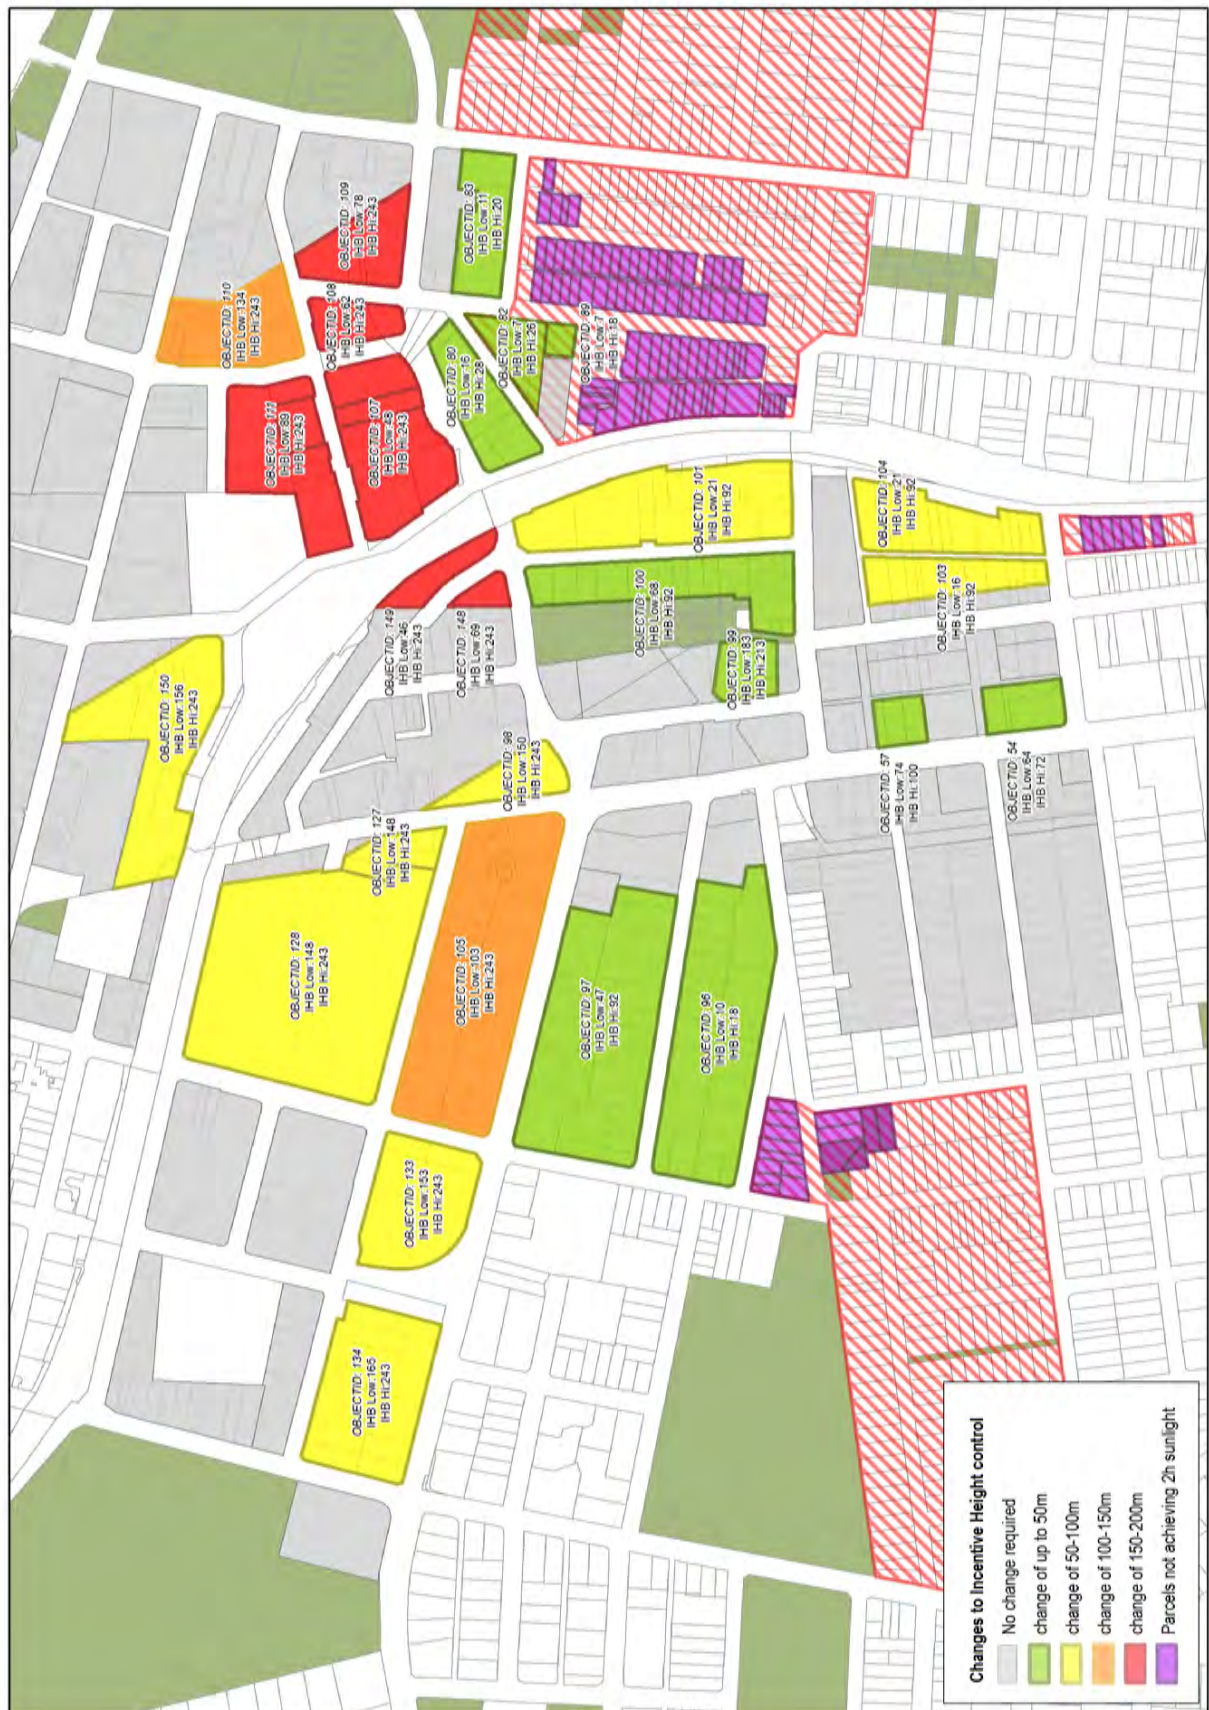 OBJECTID: 150
IHB Low:156
IHB Hi:243
OBJECTID: 110
IHB Low:134
IHB Hi:243
OBJECTID: 111
IHB Low:89
IHB Hi:243
OBJECTID: 128
IHB Low:148
IHB Hi:243
OBJECTID: 108
IHB Low:62
IHB Hi:243
OBJECTID: 109
IHB Low:78
IHB Hi:243
OBJECTID: 134
IHB Low:165
IHB Hi:243
OBJECTID: 107
IHB Low:48
IHB Hi:243
OBJECTID: 127
IHB Low:148
IHB Hi:243
OBJECTID: 149
IHB Low:46
IHB Hi:243
OBJECTID: 133
IHB Low:153
IHB Hi:243
OBJECTID: 80
IHB Low:16
IHB Hi:28
OBJECTID: 105
IHB Low:103
IHB Hi:243
OBJECTID: 148
IHB Low:69
IHB Hi:243
OBJECTID: 83
IHB Low:11
IHB Hi:20
OBJECTID: 98
IHB Low:150
IHB Hi:243
OBJECTID: 82
IHB Low:7
IHB Hi:26
OBJECTID: 97
IHB Low:47
IHB Hi:92
OBJECTID: 89
IHB Low:7
IHB Hi:18
OBJECTID: 100
IHB Low:68
IHB Hi:92
OBJECTID: 96
IHB Low:10
IHB Hi:18
OBJECTID: 101
IHB Low:21
IHB Hi:92
OBJECTID: 99
IHB Low:183
IHB Hi:213
OBJECTID: 57
IHB Low:74
IHB Hi:100
OBJECTID: 104
IHB Low:21
IHB Hi:92
OBJECTID: 103
IHB Low:16
IHB Hi:92
OBJECTID: 54
IHB Low:64
IHB Hi:72
Changes to Incentive Height control
No change required
change of up to 50m
change of 50-100m
change of 100-150m
change of 150-200m
Parcels not achieving 2h sunlight